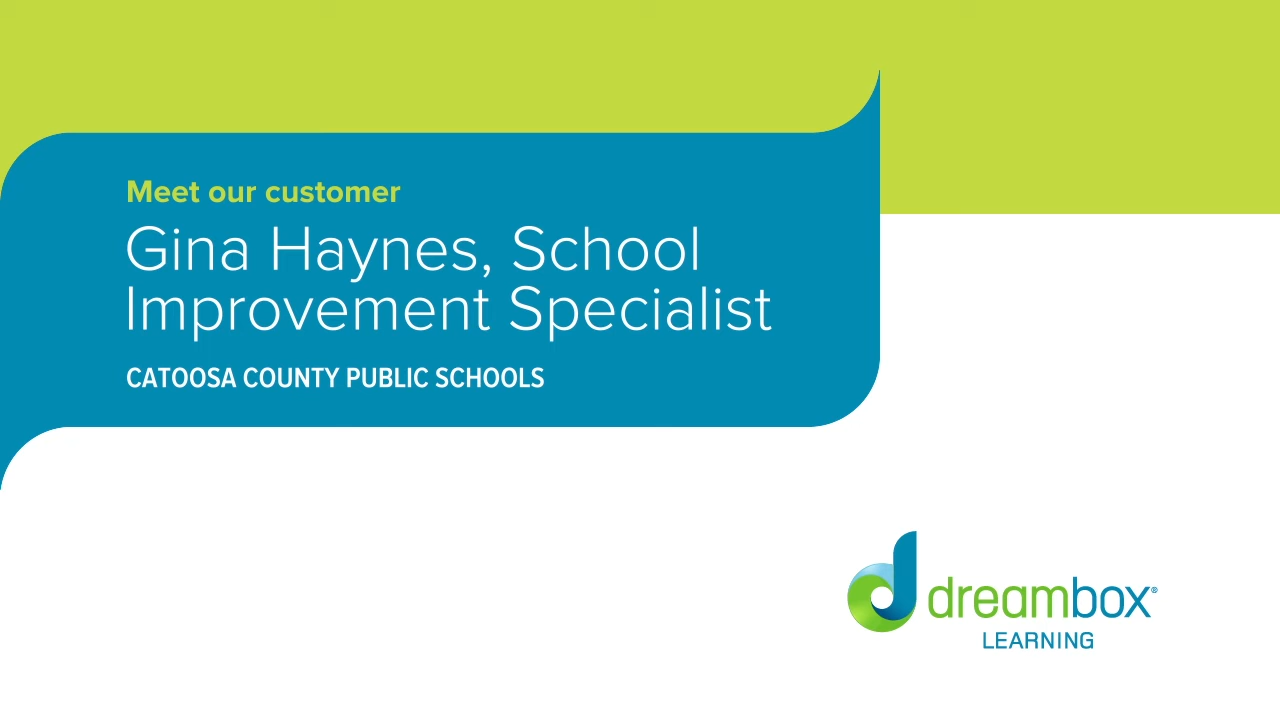 Meet our customer
Gina Haynes, School
Improvement Specialist
CATOOSA COUNTY PUBLIC SCHOOLS
dreambox®
LEARNING